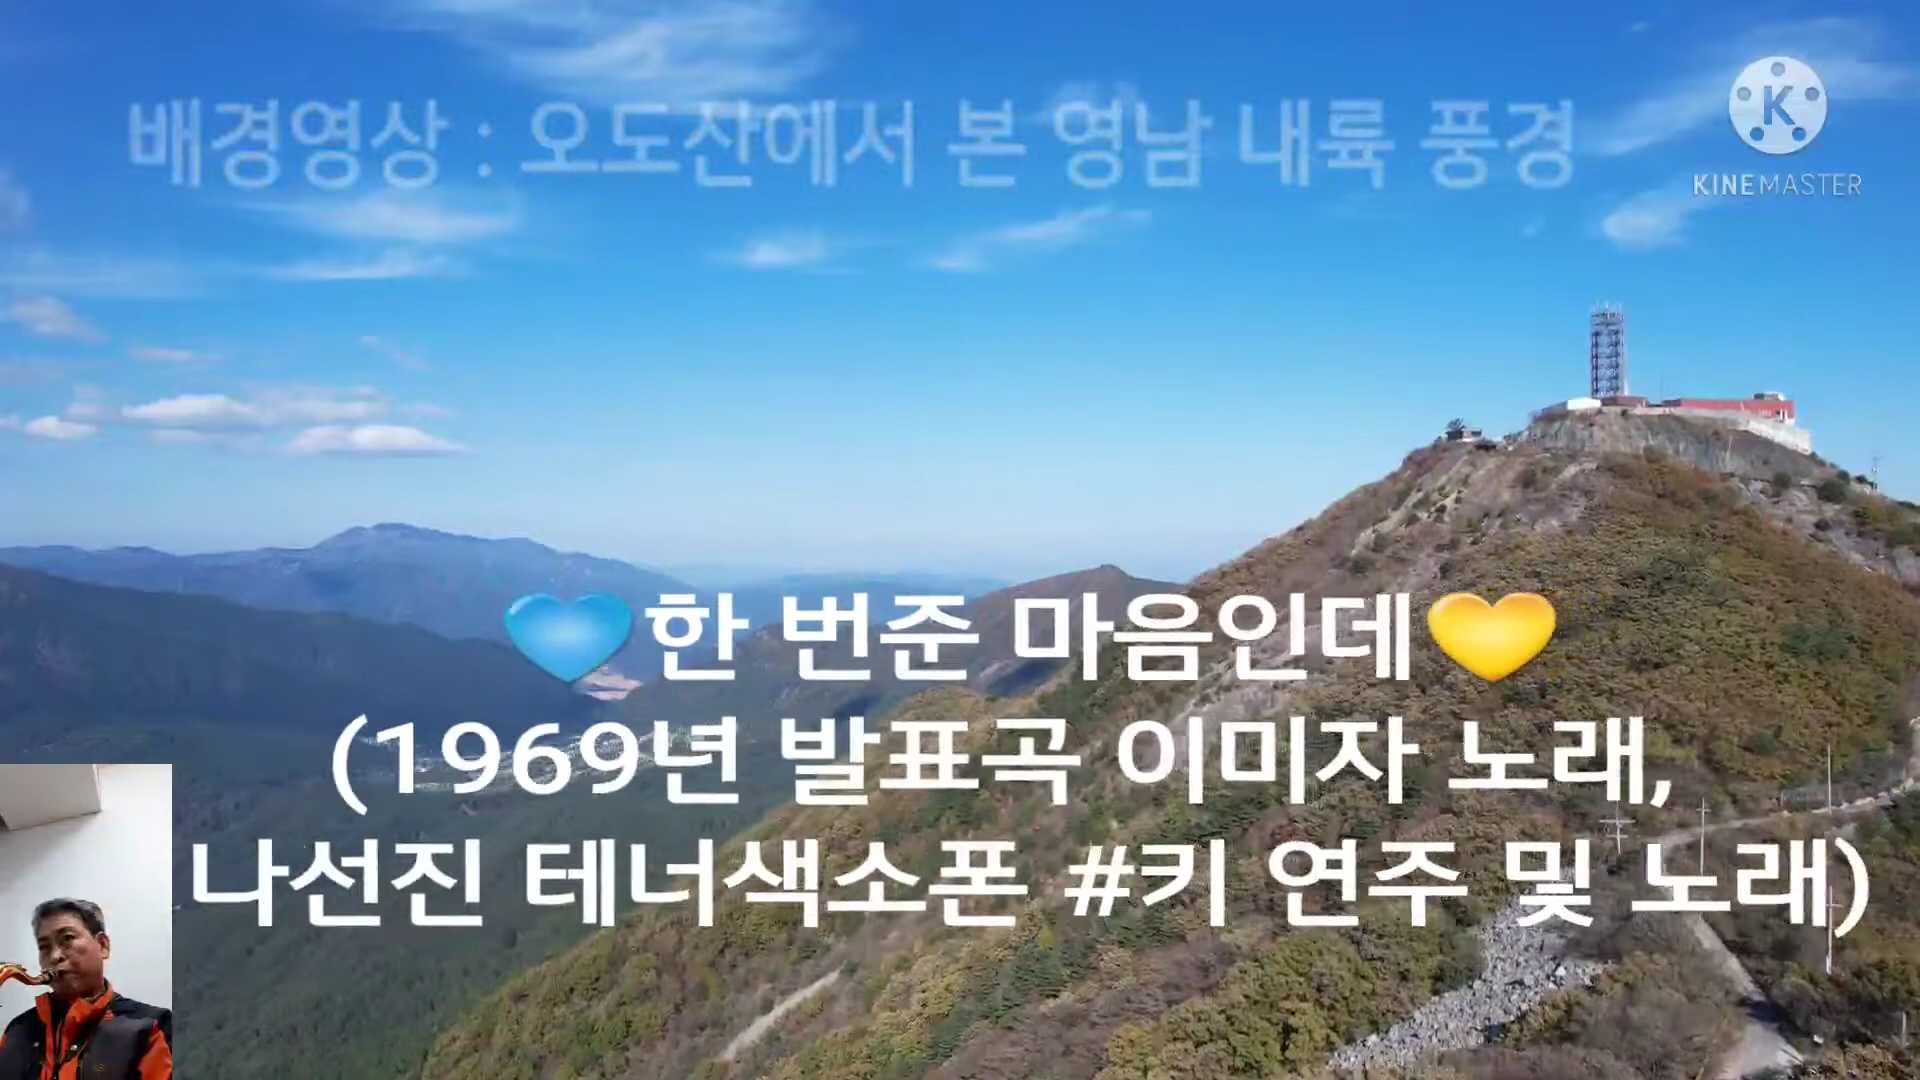 배경영상 : 오도산에서 본 영남 내륙 풍경
K
KINEMASTER
🩵한 번준 마음인데💛
(1969년 발표곡 이미자 노래,
나선진 테너색소폰 #키 연주 및 노래)